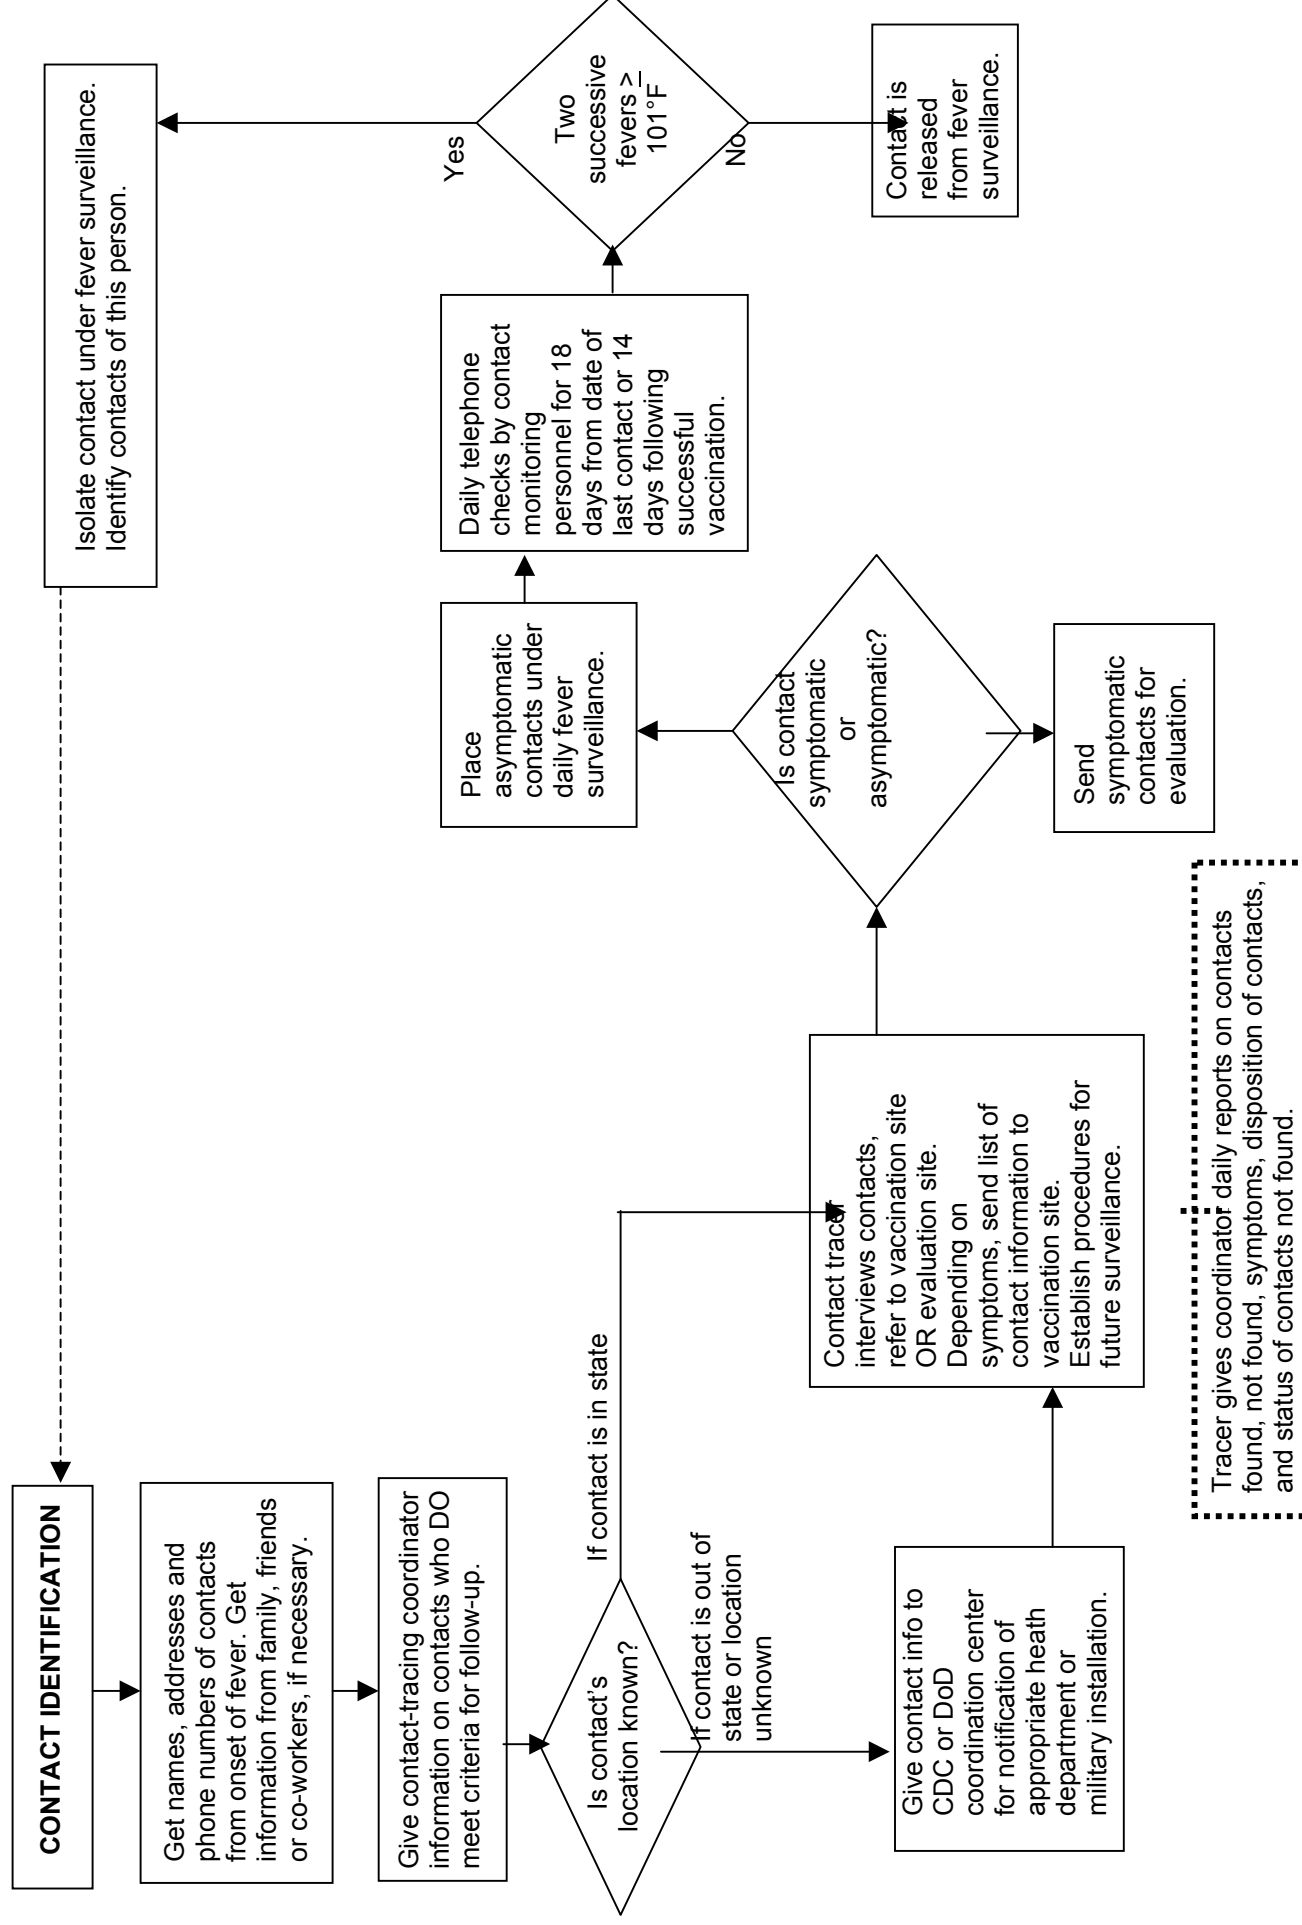 CONTACT IDENTIFICATION
Get names, addresses and
phone numbers of contacts
from onset of fever. Get
information from family, friends
or co-workers, if necessary.
Give contact-tracing coordinator
information on contacts who DO
meet criteria for follow-up.
Is contact's
location known?
If contact is in state
If contact is out of
state or location
unknown
Give contact info to
CDC or DoD
coordination center
for notification of
appropriate heath
department or
military installation.
Contact tracer
interviews contacts,
refer to vaccination site
OR evaluation site.
Depending on
symptoms, send list of
contact information to
vaccination site.
Establish procedures for
future surveillance.
Tracer gives coordinator daily reports on contacts
found, not found, symptoms, disposition of contacts,
and status of contacts not found.
Is contact
symptomatic
or
asymptomatic?
Send
symptomatic
contacts for
evaluation.
Place
asymptomatic
contacts under
daily fever
surveillance.
Daily telephone
checks by contact
monitoring
personnel for 18
days from date of
last contact or 14
days following
successful
vaccination.
Two
successive
fevers ≥
101°F
Yes
No
Isolate contact under fever surveillance.
Identify contacts of this person.
Contact is
released
from fever
surveillance.